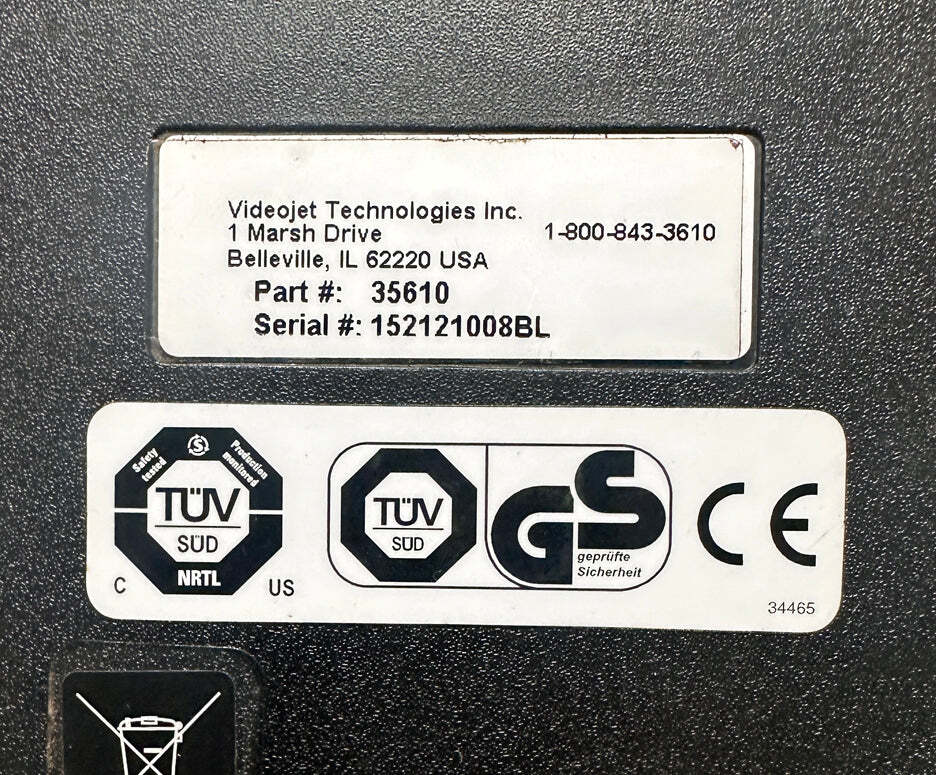 Videojet Technologies Inc.
1 Marsh Drive 1-800-843-3610
Belleville, IL 62220 USA
Part #: 35610
Serial #: 152121008BL
Safety tested
S
Production monitored
TÜV
SÜD
NRTL
C US
TÜV
SÜD
GS
geprüfte
Sicherheit
CE
34465